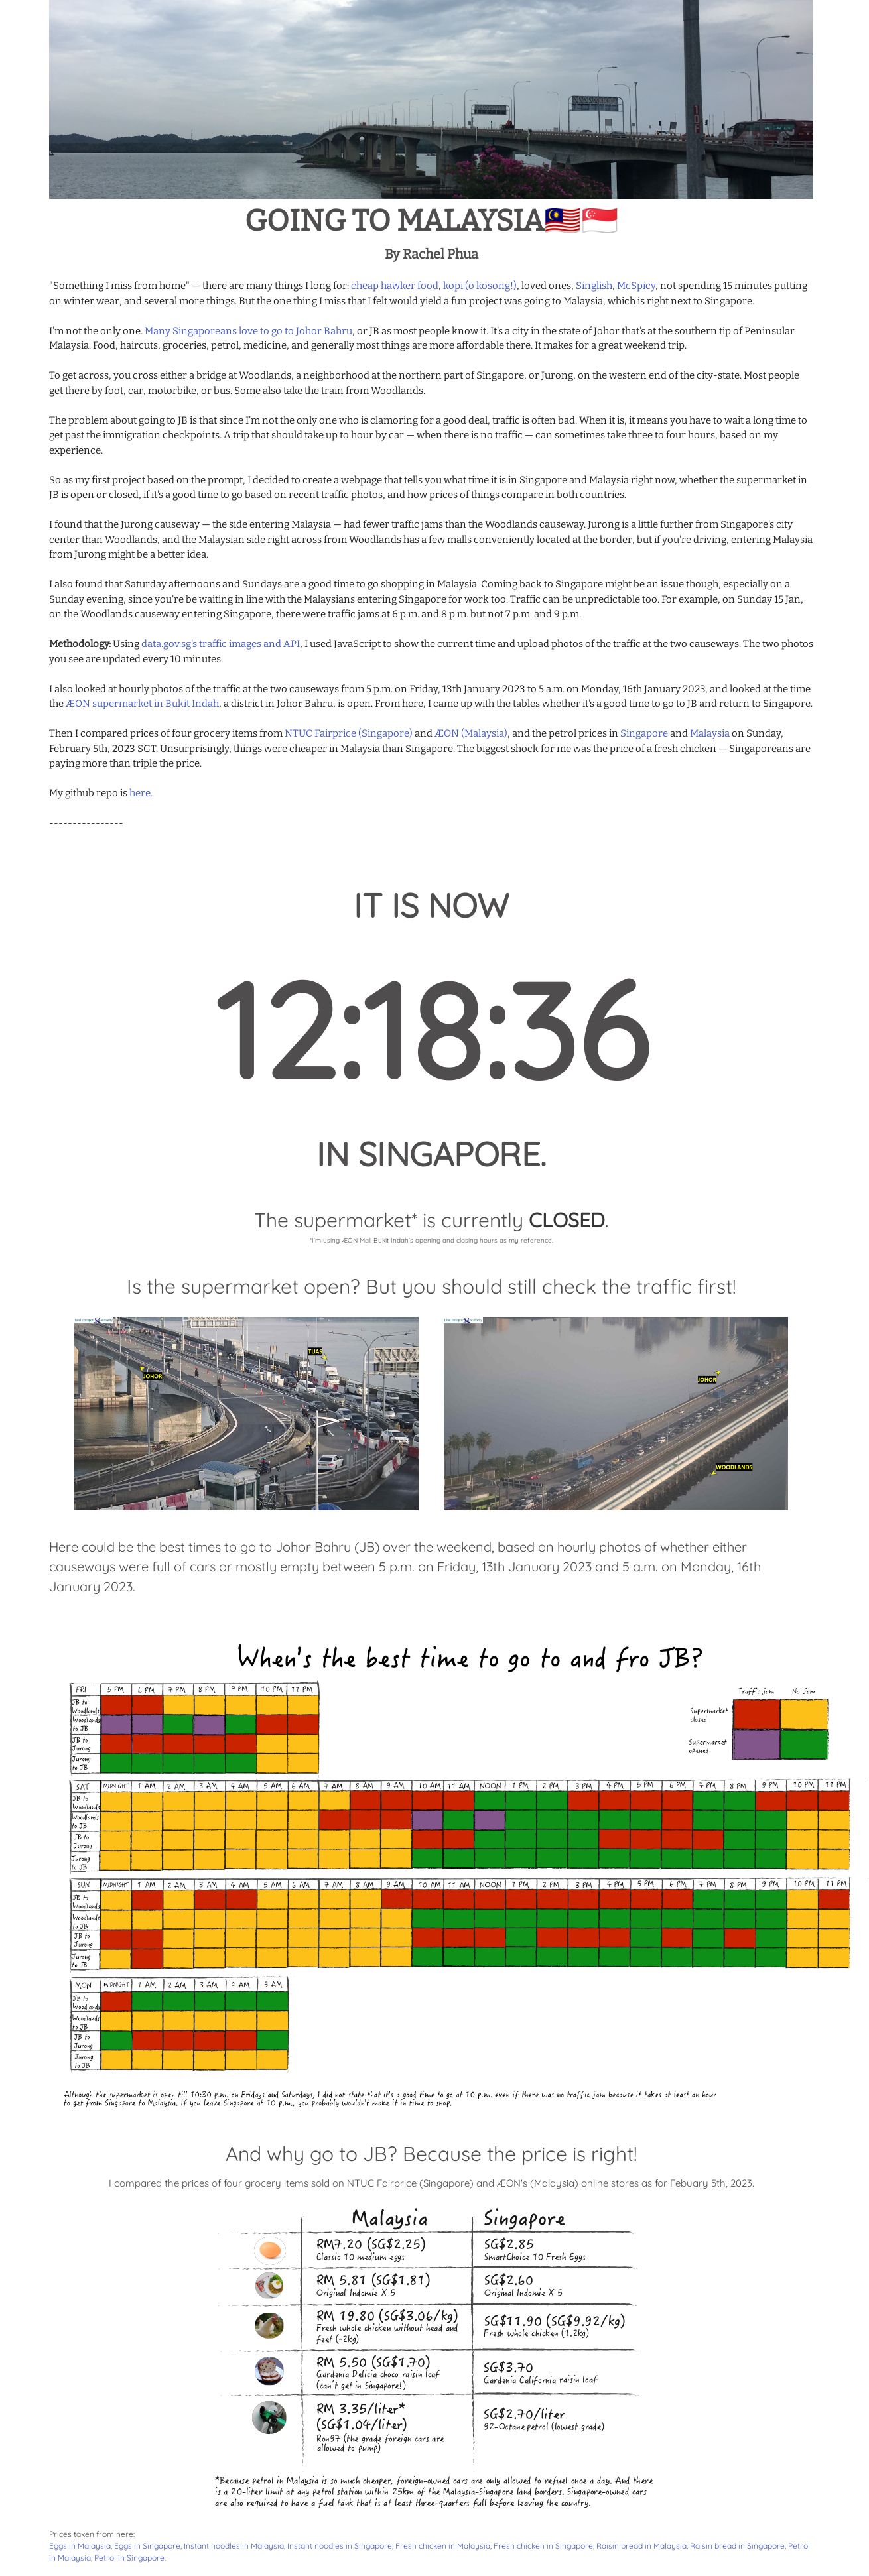 GOING TO MALAYSIA🇲🇾🇸🇬
By Rachel Phua
"Something I miss from home" — there are many things I long for: cheap hawker food, kopi (o kosong!), loved ones, Singlish, McSpicy, not spending 15 minutes putting
on winter wear, and several more things. But the one thing I miss that I felt would yield a fun project was going to Malaysia, which is right next to Singapore.
I'm not the only one. Many Singaporeans love to go to Johor Bahru, or JB as most people know it. It's a city in the state of Johor that's at the southern tip of Peninsular
Malaysia. Food, haircuts, groceries, petrol, medicine, and generally most things are more affordable there. It makes for a great weekend trip.
To get across, you cross either a bridge at Woodlands, a neighborhood at the northern part of Singapore, or Jurong, on the western end of the city-state. Most people
get there by foot, car, motorbike, or bus. Some also take the train from Woodlands.
The problem about going to JB is that since I'm not the only one who is clamoring for a good deal, traffic is often bad. When it is, it means you have to wait a long time to
get past the immigration checkpoints. A trip that should take up to hour by car — when there is no traffic — can sometimes take three to four hours, based on my
experience.
So as my first project based on the prompt, I decided to create a webpage that tells you what time it is in Singapore and Malaysia right now, whether the supermarket in
JB is open or closed, if it's a good time to go based on recent traffic photos, and how prices of things compare in both countries.
I found that the Jurong causeway — the side entering Malaysia — had fewer traffic jams than the Woodlands causeway. Jurong is a little further from Singapore's city
center than Woodlands, and the Malaysian side right across from Woodlands has a few malls conveniently located at the border, but if you're driving, entering Malaysia
from Jurong might be a better idea.
I also found that Saturday afternoons and Sundays are a good time to go shopping in Malaysia. Coming back to Singapore might be an issue though, especially on a
Sunday evening, since you're be waiting in line with the Malaysians entering Singapore for work too. Traffic can be unpredictable too. For example, on Sunday 15 Jan,
on the Woodlands causeway entering Singapore, there were traffic jams at 6 p.m. and 8 p.m. but not 7 p.m. and 9 p.m.
Methodology: Using data.gov.sg's traffic images and API, I used JavaScript to show the current time and upload photos of the traffic at the two causeways. The two photos
you see are updated every 10 minutes.
I also looked at hourly photos of the traffic at the two causeways from 5 p.m. on Friday, 13th January 2023 to 5 a.m. on Monday, 16th January 2023, and looked at the time
the ÆON supermarket in Bukit Indah, a district in Johor Bahru, is open. From here, I came up with the tables whether it's a good time to go to JB and return to Singapore.
Then I compared prices of four grocery items from NTUC Fairprice (Singapore) and ÆON (Malaysia), and the petrol prices in Singapore and Malaysia on Sunday,
February 5th, 2023 SGT. Unsurprisingly, things were cheaper in Malaysia than Singapore. The biggest shock for me was the price of a fresh chicken — Singaporeans are
paying more than triple the price.
My github repo is here.
---------------
IT IS NOW
12:18:36
IN SINGAPORE.
The supermarket* is currently CLOSED.
*I'm using ÆON Mall Bukit Indah's opening and closing hours as my reference.
Is the supermarket open? But you should still check the traffic first!
TUAS
JOHOR
JOHOR
WOODLANDS
Here could be the best times to go to Johor Bahru (JB) over the weekend, based on hourly photos of whether either
causeways were full of cars or mostly empty between 5 p.m. on Friday, 13th January 2023 and 5 a.m. on Monday, 16th
January 2023.
When's the best time to go to and fro JB?
Traffic jam No Jam
Supermarket closed
Supermarket opened
FRI 5 PM 6 PM 7 PM 8 PM 9 PM 10 PM 11 PM
JB to Woodlands
Woodlands to JB
JB to Jurong
Jurong to JB
SAT MIDNIGHT 1 AM 2 AM 3 AM 4 AM 5 AM 6 AM 7 AM 8 AM 9 AM 10 AM 11 AM NOON 1 PM 2 PM 3 PM 4 PM 5 PM 6 PM 7 PM 8 PM 9 PM 10 PM 11 PM
JB to Woodlands
Woodlands to JB
JB to Jurong
Jurong to JB
SUN MIDNIGHT 1 AM 2 AM 3 AM 4 AM 5 AM 6 AM 7 AM 8 AM 9 AM 10 AM 11 AM NOON 1 PM 2 PM 3 PM 4 PM 5 PM 6 PM 7 PM 8 PM 9 PM 10 PM 11 PM
JB to Woodlands
Woodlands to JB
JB to Jurong
Jurong to JB
MON MIDNIGHT 1 AM 2 AM 3 AM 4 AM 5 AM
JB to Woodlands
Woodlands to JB
JB to Jurong
Jurong to JB
Although the supermarket is open till 10:30 p.m. on Fridays and Saturdays, I did not state that it's a good time to go at 10 p.m. even if there was no traffic jam because it takes at least an hour
to get from Singapore to Malaysia. If you leave Singapore at 10 p.m., you probably wouldn't make it in time to shop.
And why go to JB? Because the price is right!
I compared the prices of four grocery items sold on NTUC Fairprice (Singapore) and ÆON's (Malaysia) online stores as for Febuary 5th, 2023.
Malaysia Singapore
RM7.20 (SG$2.25) SG$2.85
Classic 10 medium eggs SmartChoice 10 Fresh Eggs
RM 5.81 (SG$1.81) SG$2.60
Original Indomie X 5 Original Indomie X 5
RM 19.80 (SG$3.06/kg) SG$11.90 (SG$9.92/kg)
Fresh whole chicken without head and Fresh whole chicken (1.2kg)
feet (~2kg)
RM 5.50 (SG$1.70) SG$3.70
Gardenia Delicia choco raisin loaf Gardenia California raisin loaf
(can't get in Singapore!)
RM 3.35/liter* SG$2.70/liter
(SG$1.04/liter) 92-Octane petrol (lowest grade)
Ron97 (the grade foreign cars are
allowed to pump)
*Because petrol in Malaysia is so much cheaper, foreign-owned cars are only allowed to refuel once a day. And there
is a 20-liter limit at any petrol station within 25km of the Malaysia-Singapore land borders. Singapore-owned cars
are also required to have a fuel tank that is at least three-quarters full before leaving the country.
Prices taken from here:
Eggs in Malaysia, Eggs in Singapore, Instant noodles in Malaysia, Instant noodles in Singapore, Fresh chicken in Malaysia, Fresh chicken in Singapore, Raisin bread in Malaysia, Raisin bread in Singapore, Petrol
in Malaysia, Petrol in Singapore.